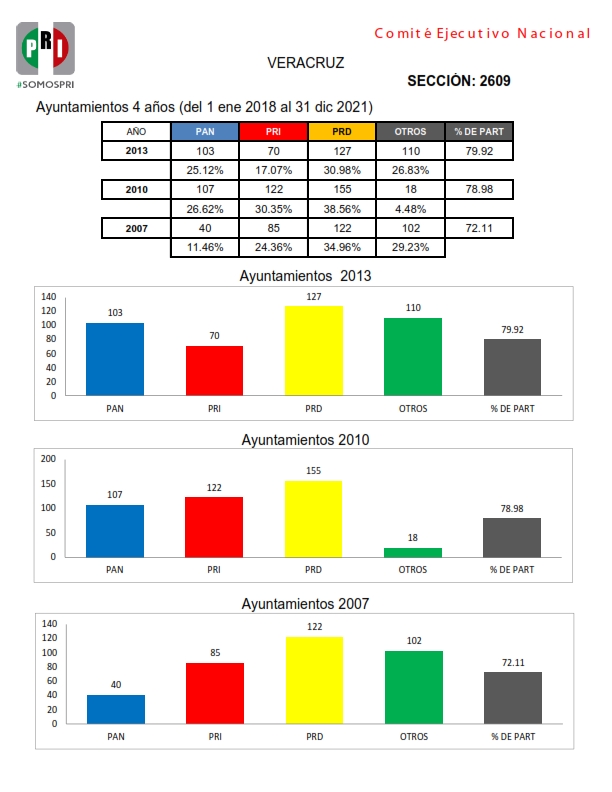 Comité Ejecutivo Nacional
PRI
#SOMOSPRI
VERACRUZ
SECCIÓN: 2609
Ayuntamientos 4 años (del 1 ene 2018 al 31 dic 2021)
AÑO PAN PRI PRD OTROS % DE PART
2013 103 70 127 110 79.92
25.12% 17.07% 30.98% 26.83%
2010 107 122 155 18 78.98
26.62% 30.35% 38.56% 4.48%
2007 40 85 122 102 72.11
11.46% 24.36% 34.96% 29.23%
Ayuntamientos 2013
140
120
100
80
60
40
20
0
103 70 127 110 79.92
PAN PRI PRD OTROS % DE PART
Ayuntamientos 2010
200
150
100
50
0
107 122 155 18 78.98
PAN PRI PRD OTROS % DE PART
Ayuntamientos 2007
140
120
100
80
60
40
20
0
40 85 122 102 72.11
PAN PRI PRD OTROS % DE PART